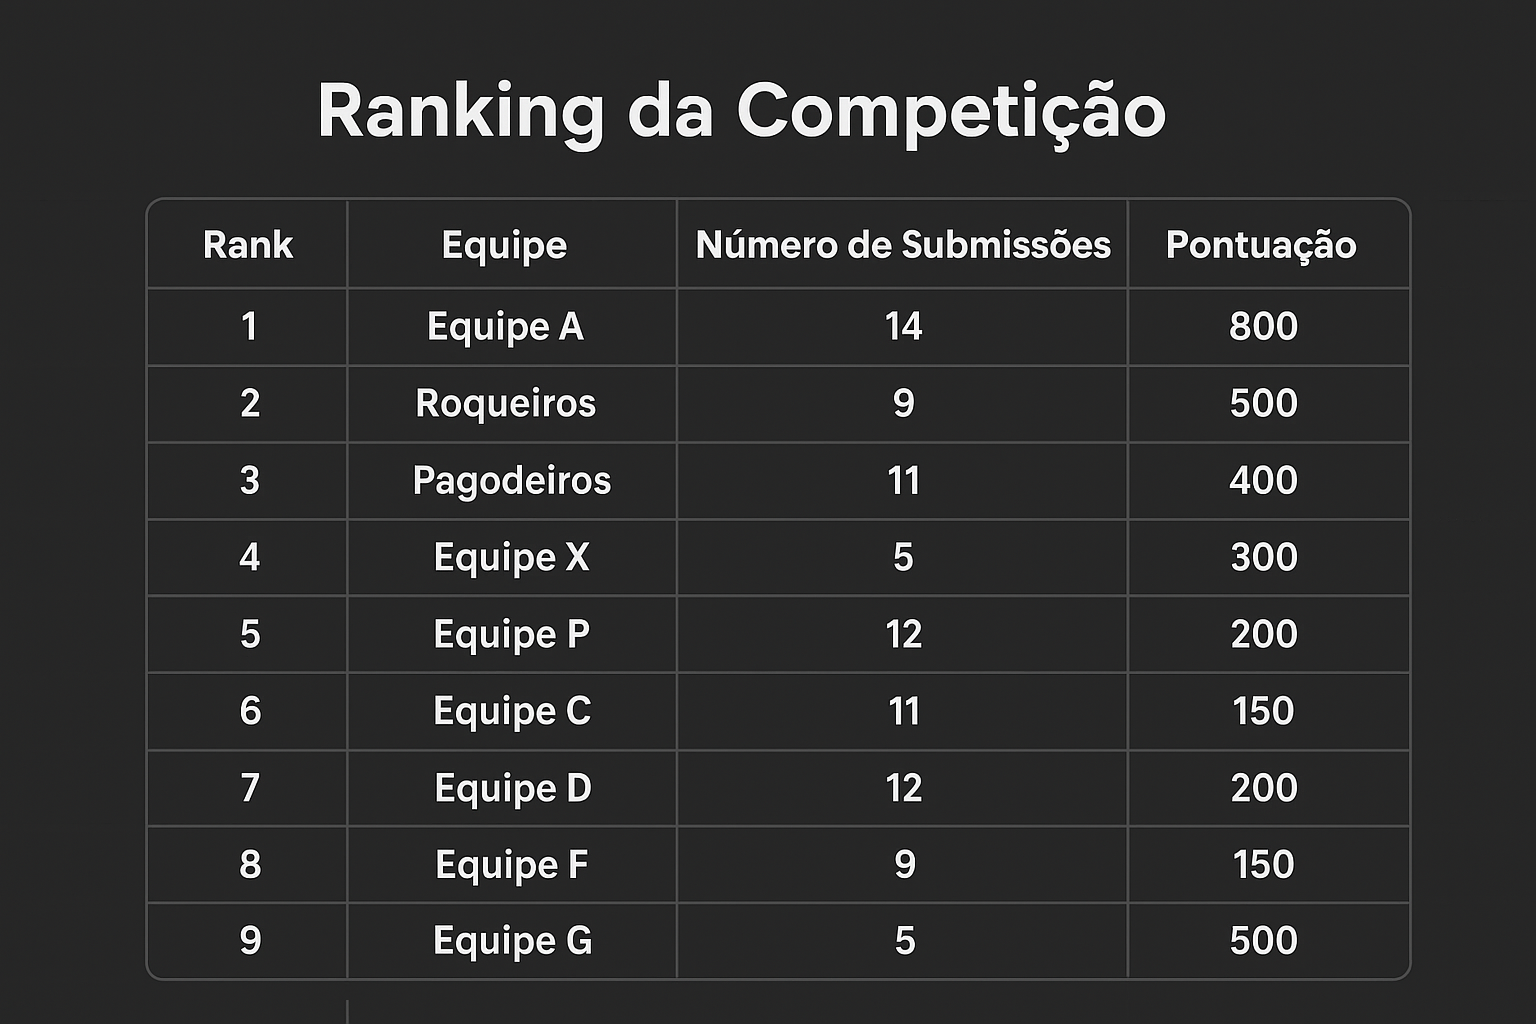 Ranking da Competição
Rank Equipe Número de Submissões Pontuação
1 Equipe A 14 800
2 Roqueiros 9 500
3 Pagodeiros 11 400
4 Equipe X 5 300
5 Equipe P 12 200
6 Equipe C 11 150
7 Equipe D 12 200
8 Equipe F 9 150
9 Equipe G 5 500